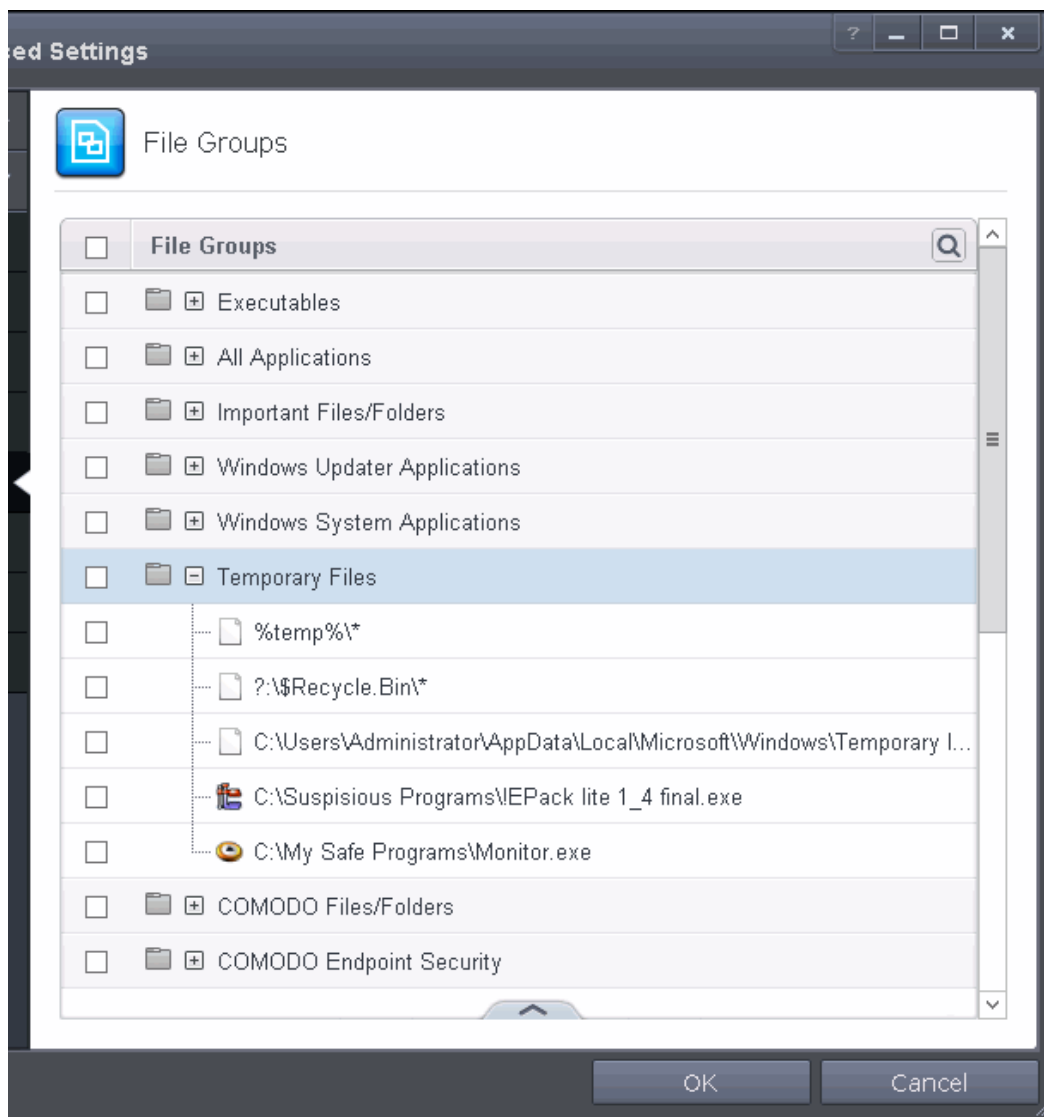 ced Settings
?
File Groups
File Groups
Executables
All Applications
Important Files/Folders
Windows Updater Applications
Windows System Applications
Temporary Files
%temp%\*
?:\$Recycle.Bin\*
C:\Users\Administrator\AppData\Local\Microsoft\Windows\Temporary I...
C:\Suspisious Programs\IEPack lite 1_4 final.exe
C:\My Safe Programs\Monitor.exe
COMODO Files/Folders
COMODO Endpoint Security
OK
Cancel